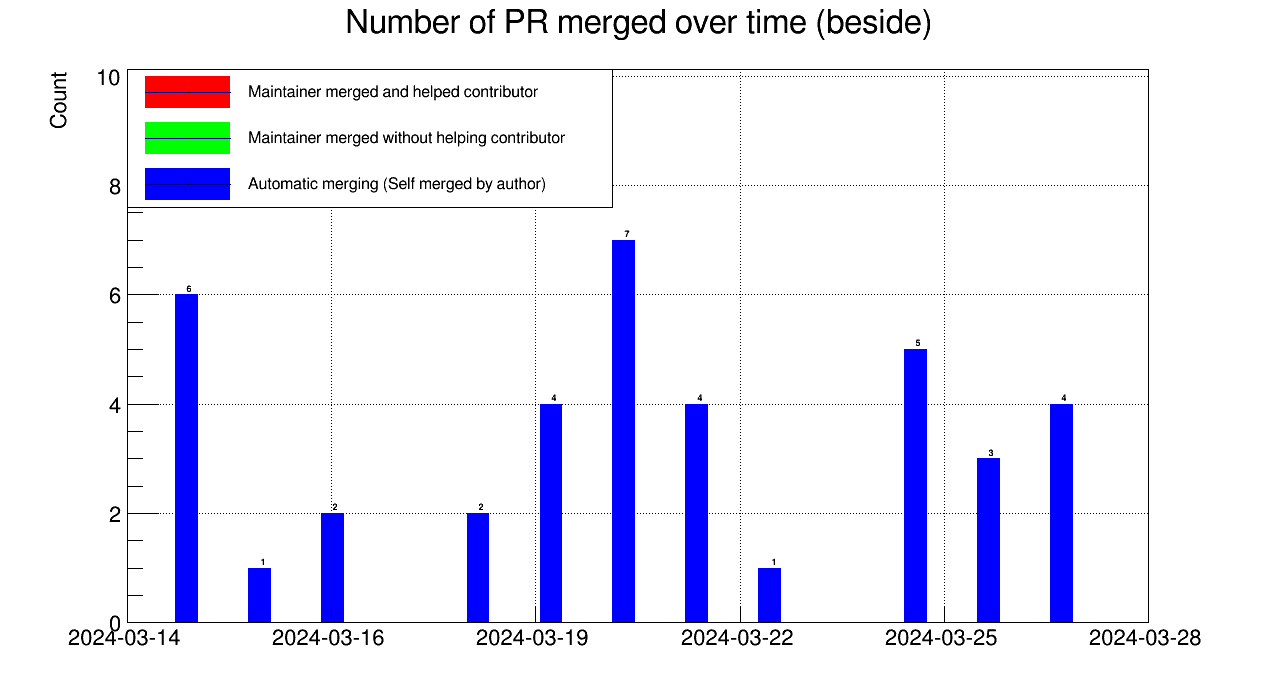 Number of PR merged over time (beside)
Count
10
Maintainer merged and helped contributor
Maintainer merged without helping contributor
8
Automatic merging (Self merged by author)
7
6
6
5
4
4
4
4
3
2
2
2
1
1
0
2024-03-14 2024-03-16 2024-03-19 2024-03-22 2024-03-25 2024-03-28